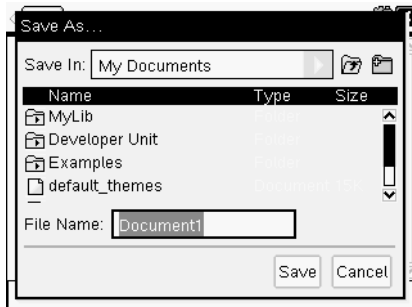 Save As...
Save In: My Documents
Name Type Size
MyLib Folder
Developer Unit Folder
Examples Folder
default_themes Document 15K
File Name: Document1
Save Cancel